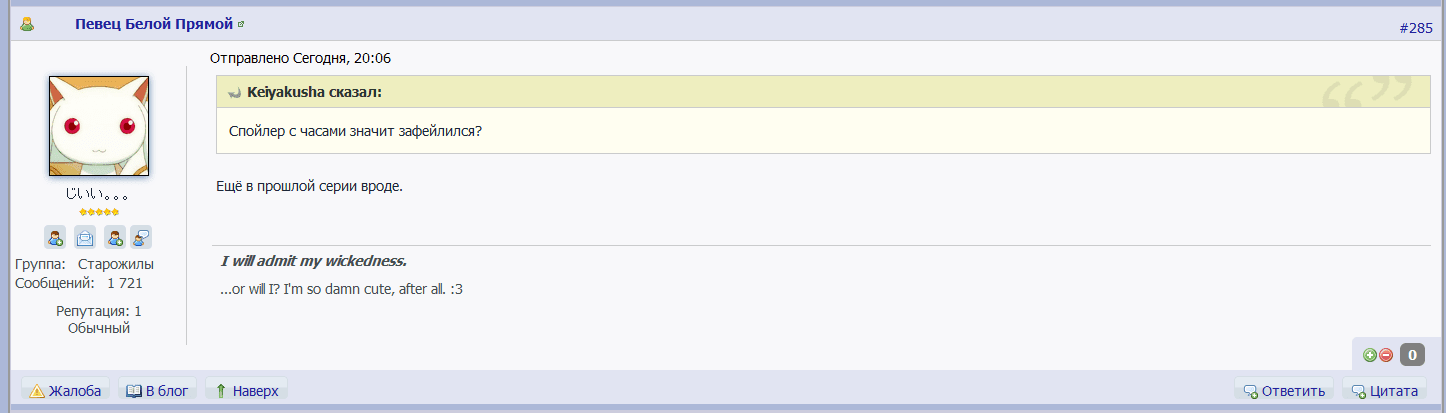 Певец Белой Прямой
#285
Отправлено Сегодня, 20:06
Keiyakusha сказал:
Спойлер с часами значит зафейлился?
Ещё в прошлой серии вроде.
じいい。。。
Группа: Старожилы
Сообщений: 1 721
Репутация: 1
Обычный
I will admit my wickedness.
...or will I? I'm so damn cute, after all. :3
0
Жалоба В блог Наверх Ответить Цитата